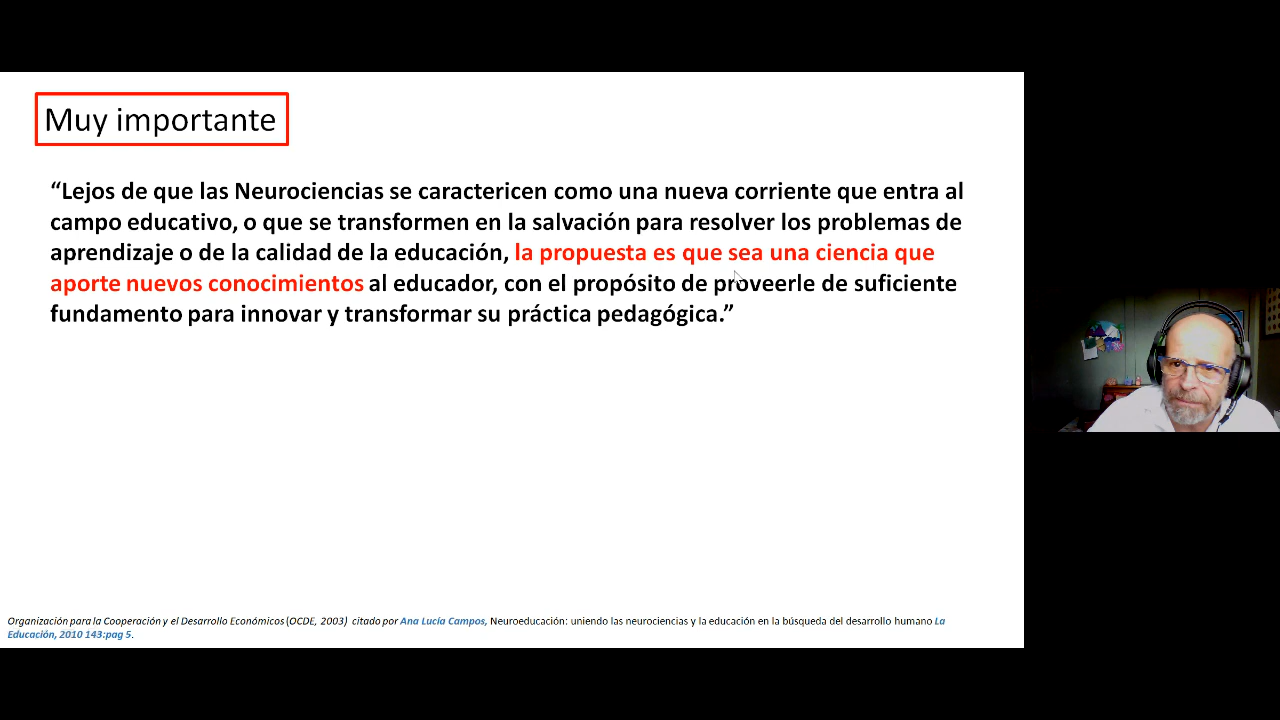 Muy importante
“Lejos de que las Neurociencias se caractericen como una nueva corriente que entra al
campo educativo, o que se transformen en la salvación para resolver los problemas de
aprendizaje o de la calidad de la educación, la propuesta es que sea una ciencia que
aporte nuevos conocimientos al educador, con el propósito de proveerle de suficiente
fundamento para innovar y transformar su práctica pedagógica.”
Organización para la Cooperación y el Desarrollo Económicos (OCDE, 2003) citado por Ana Lucía Campos, Neuroeducación: uniendo las neurociencias y la educación en la búsqueda del desarrollo humano La
Educación, 2010 143:pag 5.